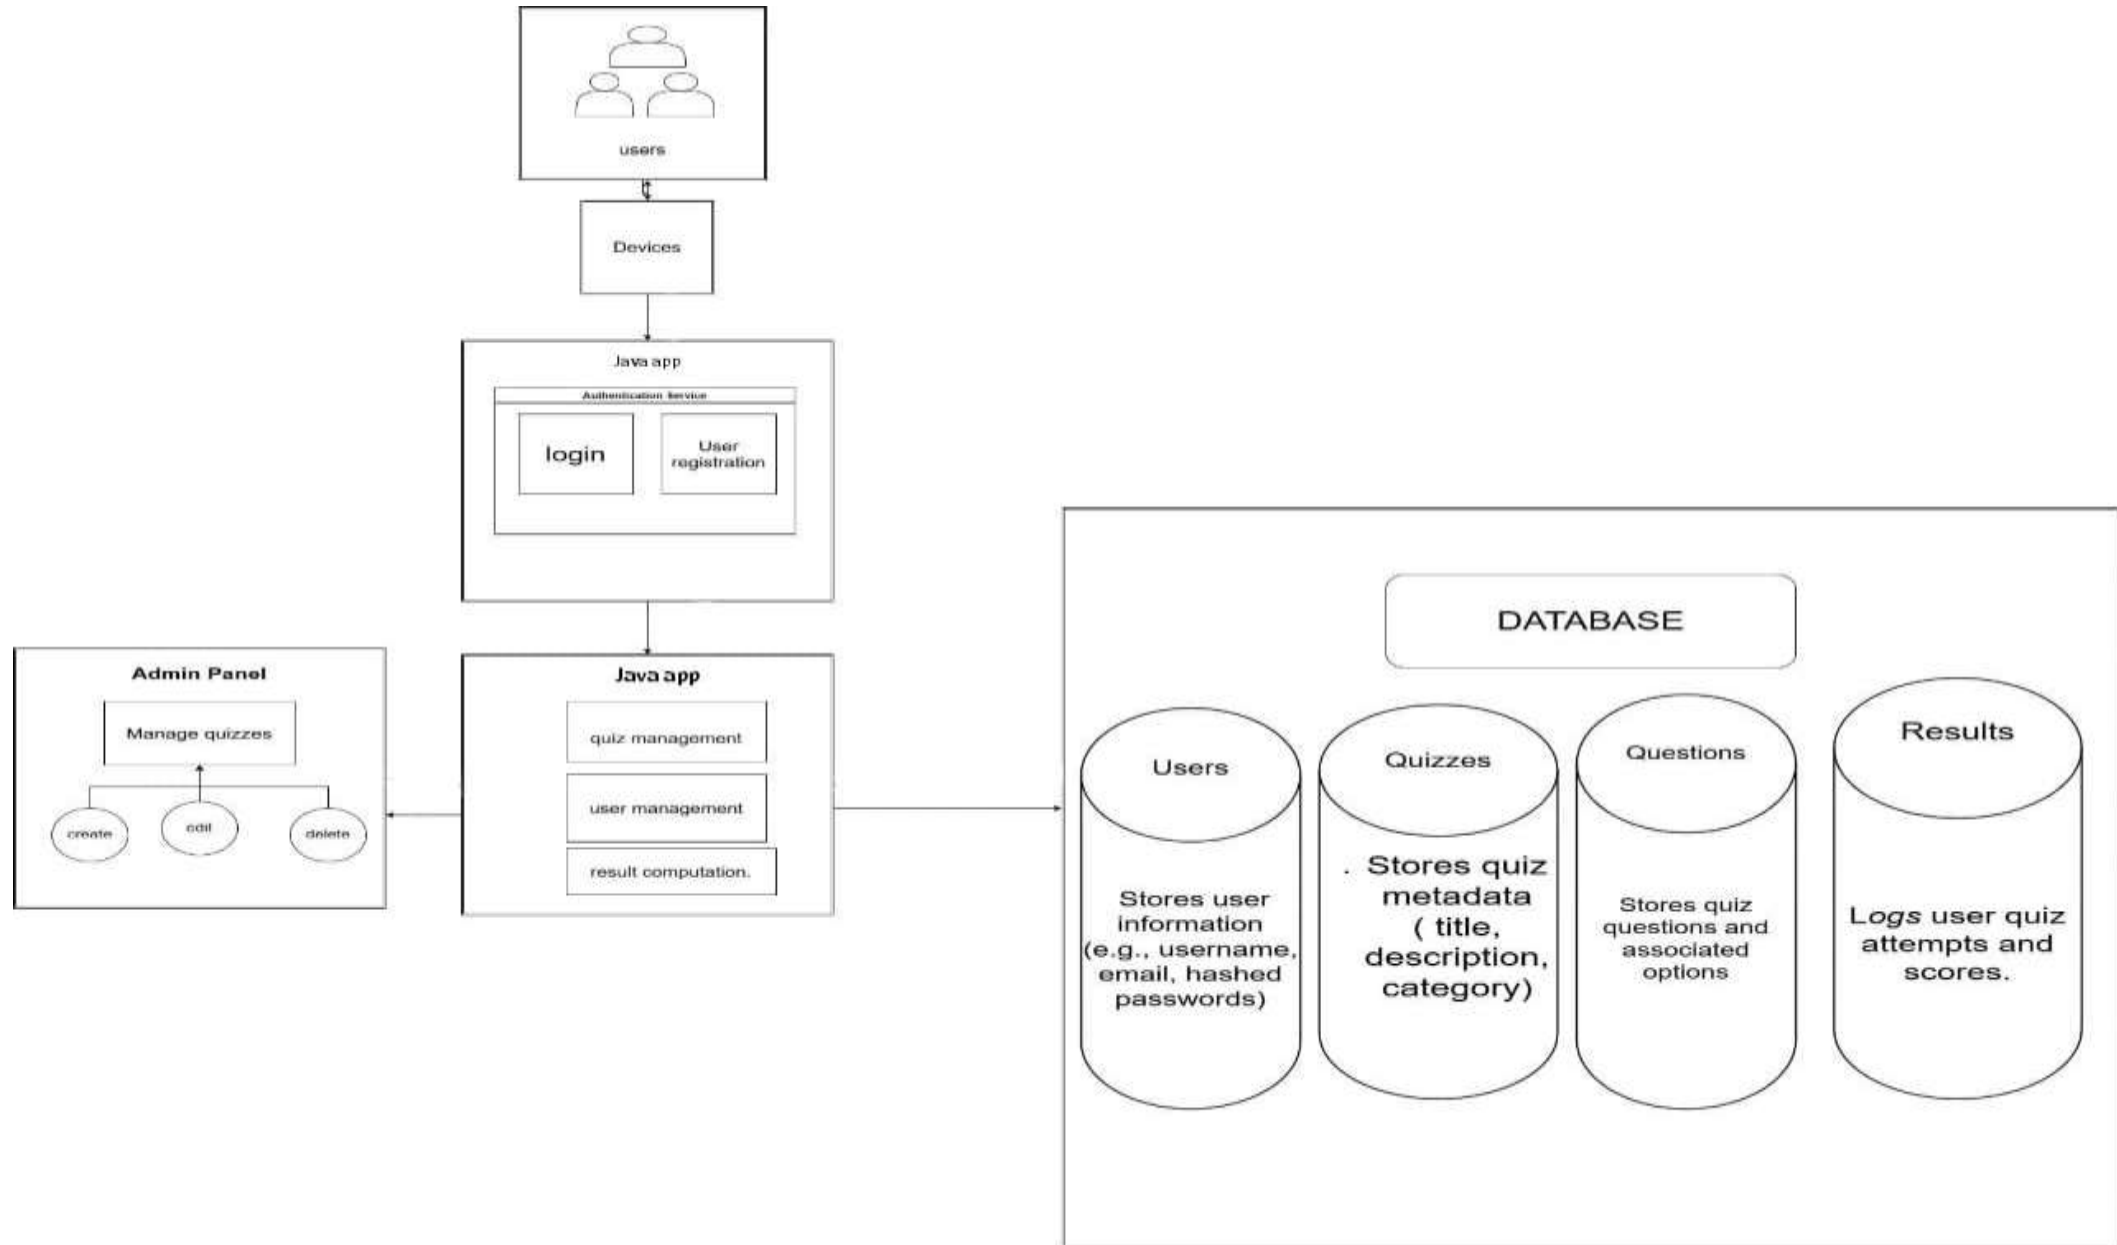 users
Devices
Java app
Authentication Service
login
User
registration
Admin Panel
Manage quizzes
create
edit
delete
Java app
quiz management
user management
result computation.
DATABASE
Users
Stores user
information
(e.g., username,
email, hashed
passwords)
Quizzes
. Stores quiz
metadata
( title,
description,
category)
Questions
Stores quiz
questions and
associated
options
Results
Logs user quiz
attempts and
scores.